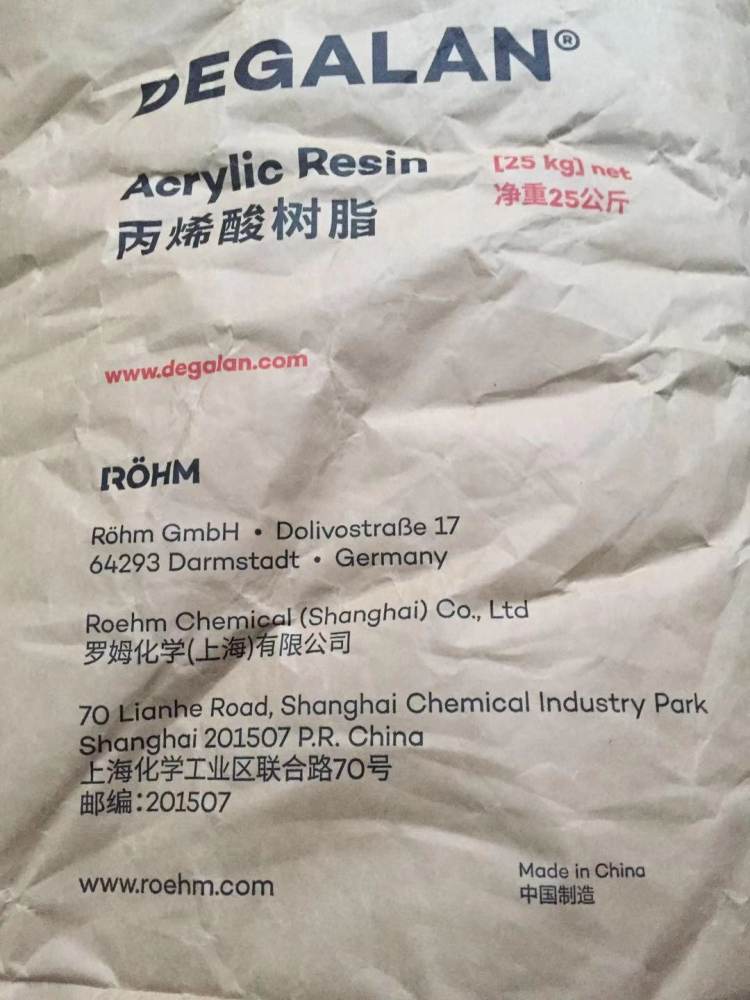 DEGALAN®
Acrylic Resin
[25 kg] net
丙烯酸树脂
净重25公斤
www.degalan.com
RÖHM
Röhm GmbH • Dolivostraße 17
64293 Darmstadt • Germany
Roehm Chemical (Shanghai) Co., Ltd
罗姆化学(上海)有限公司
70 Lianhe Road, Shanghai Chemical Industry Park
Shanghai 201507 P.R. China
上海化学工业区联合路70号
邮编：201507
www.roehm.com
Made in China
中国制造